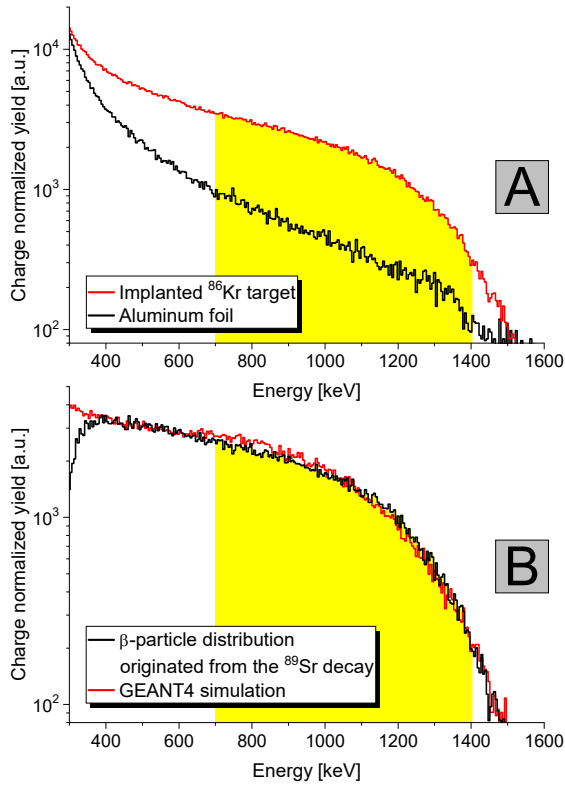 10⁴
10³
10²
Charge normalized yield [a.u.]
A
Implanted ⁸⁶Kr target
Aluminum foil
400 600 800 1000 1200 1400 1600
Energy [keV]
10³
10²
Charge normalized yield [a.u.]
B
β-particle distribution
originated from the ⁸⁹Sr decay
GEANT4 simulation
400 600 800 1000 1200 1400 1600
Energy [keV]